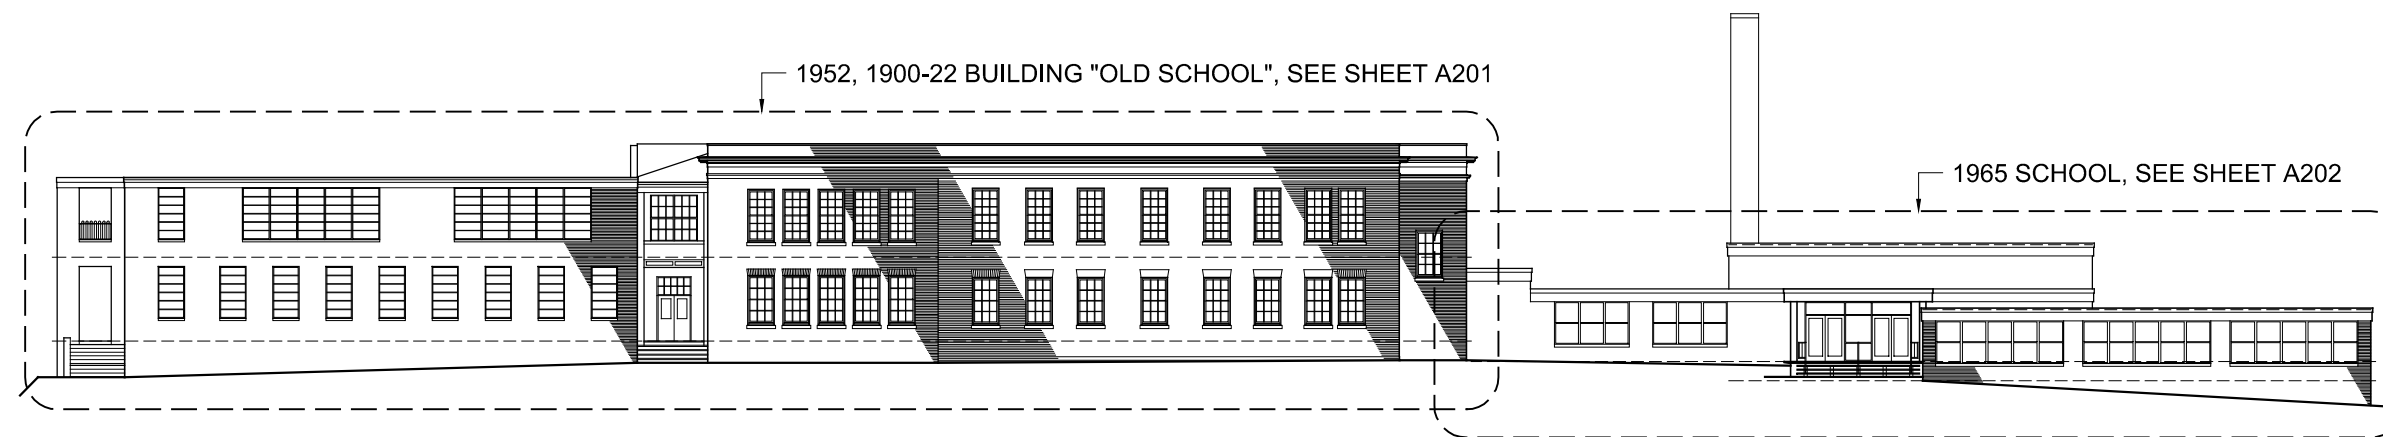 1952, 1900-22 BUILDING "OLD SCHOOL", SEE SHEET A201
1965 SCHOOL, SEE SHEET A202